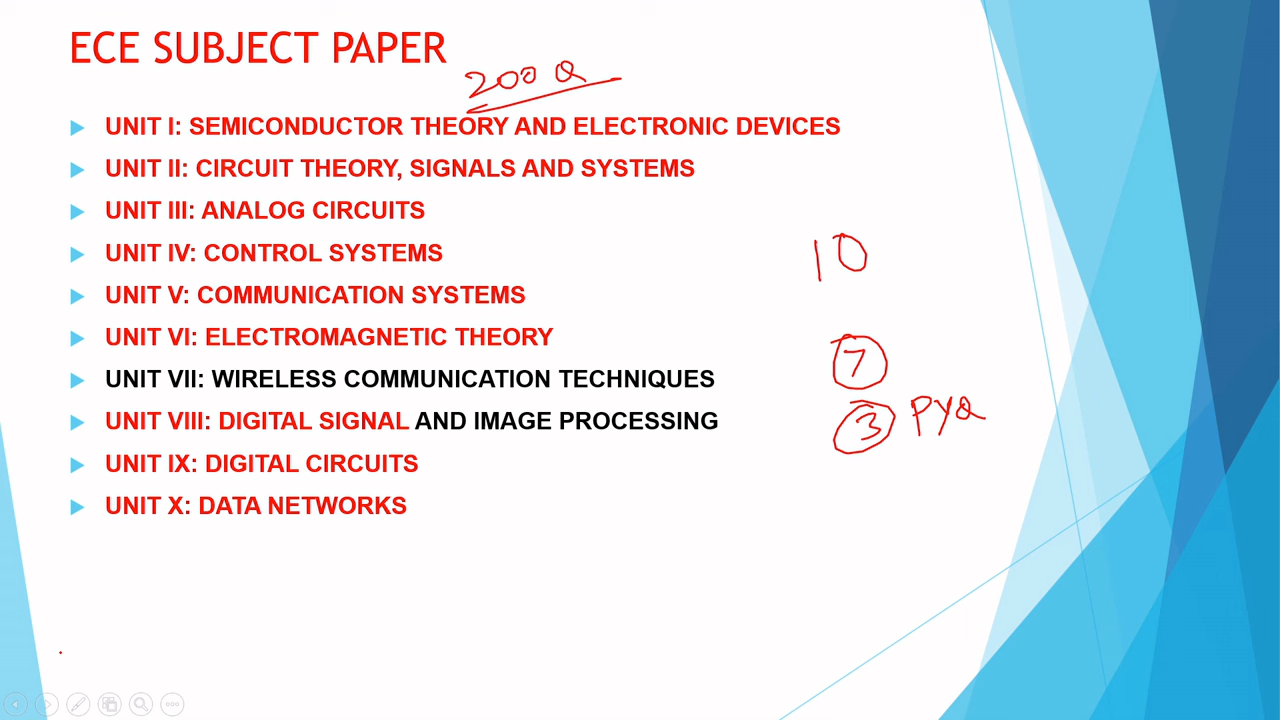 ECE SUBJECT PAPER
200 Q
UNIT I: SEMICONDUCTOR THEORY AND ELECTRONIC DEVICES
UNIT II: CIRCUIT THEORY, SIGNALS AND SYSTEMS
UNIT III: ANALOG CIRCUITS
UNIT IV: CONTROL SYSTEMS
10
UNIT V: COMMUNICATION SYSTEMS
UNIT VI: ELECTROMAGNETIC THEORY
7
UNIT VII: WIRELESS COMMUNICATION TECHNIQUES
UNIT VIII: DIGITAL SIGNAL AND IMAGE PROCESSING
3 PYQ
UNIT IX: DIGITAL CIRCUITS
UNIT X: DATA NETWORKS